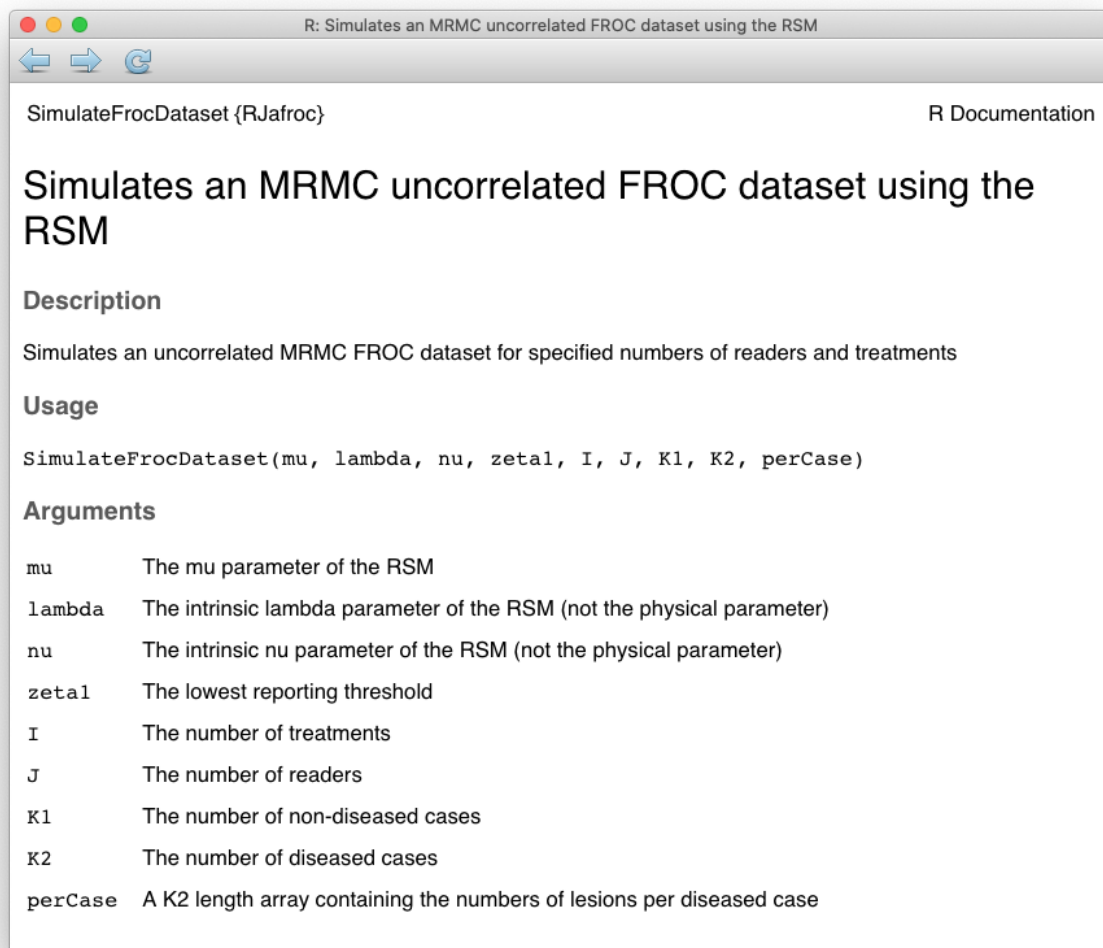 R: Simulates an MRMC uncorrelated FROC dataset using the RSM
SimulateFrocDataset {RJafroc} R Documentation
Simulates an MRMC uncorrelated FROC dataset using the
RSM
Description
Simulates an uncorrelated MRMC FROC dataset for specified numbers of readers and treatments
Usage
SimulateFrocDataset(mu, lambda, nu, zeta1, I, J, K1, K2, perCase)
Arguments
mu The mu parameter of the RSM
lambda The intrinsic lambda parameter of the RSM (not the physical parameter)
nu The intrinsic nu parameter of the RSM (not the physical parameter)
zeta1 The lowest reporting threshold
I The number of treatments
J The number of readers
K1 The number of non-diseased cases
K2 The number of diseased cases
perCase A K2 length array containing the numbers of lesions per diseased case